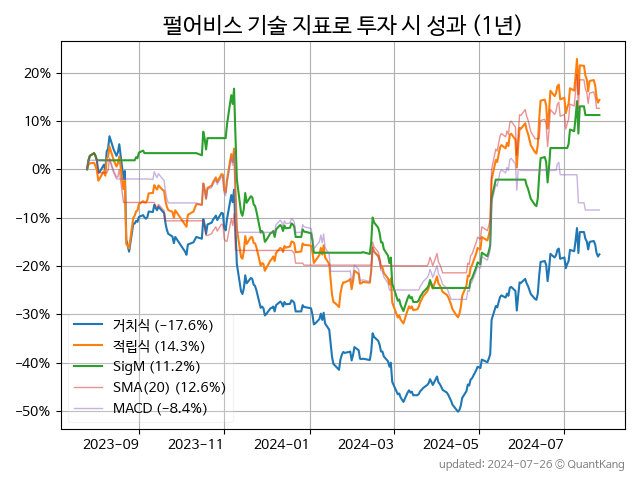 펄어비스 기술 지표로 투자 시 성과 (1년)
20%
10%
0%
−10%
−20%
−30%
−40%
−50%
거치식 (−17.6%)
적립식 (14.3%)
SigM (11.2%)
SMA(20) (12.6%)
MACD (−8.4%)
2023-09 2023-11 2024-01 2024-03 2024-05 2024-07
updated: 2024-07-26 © QuantKang